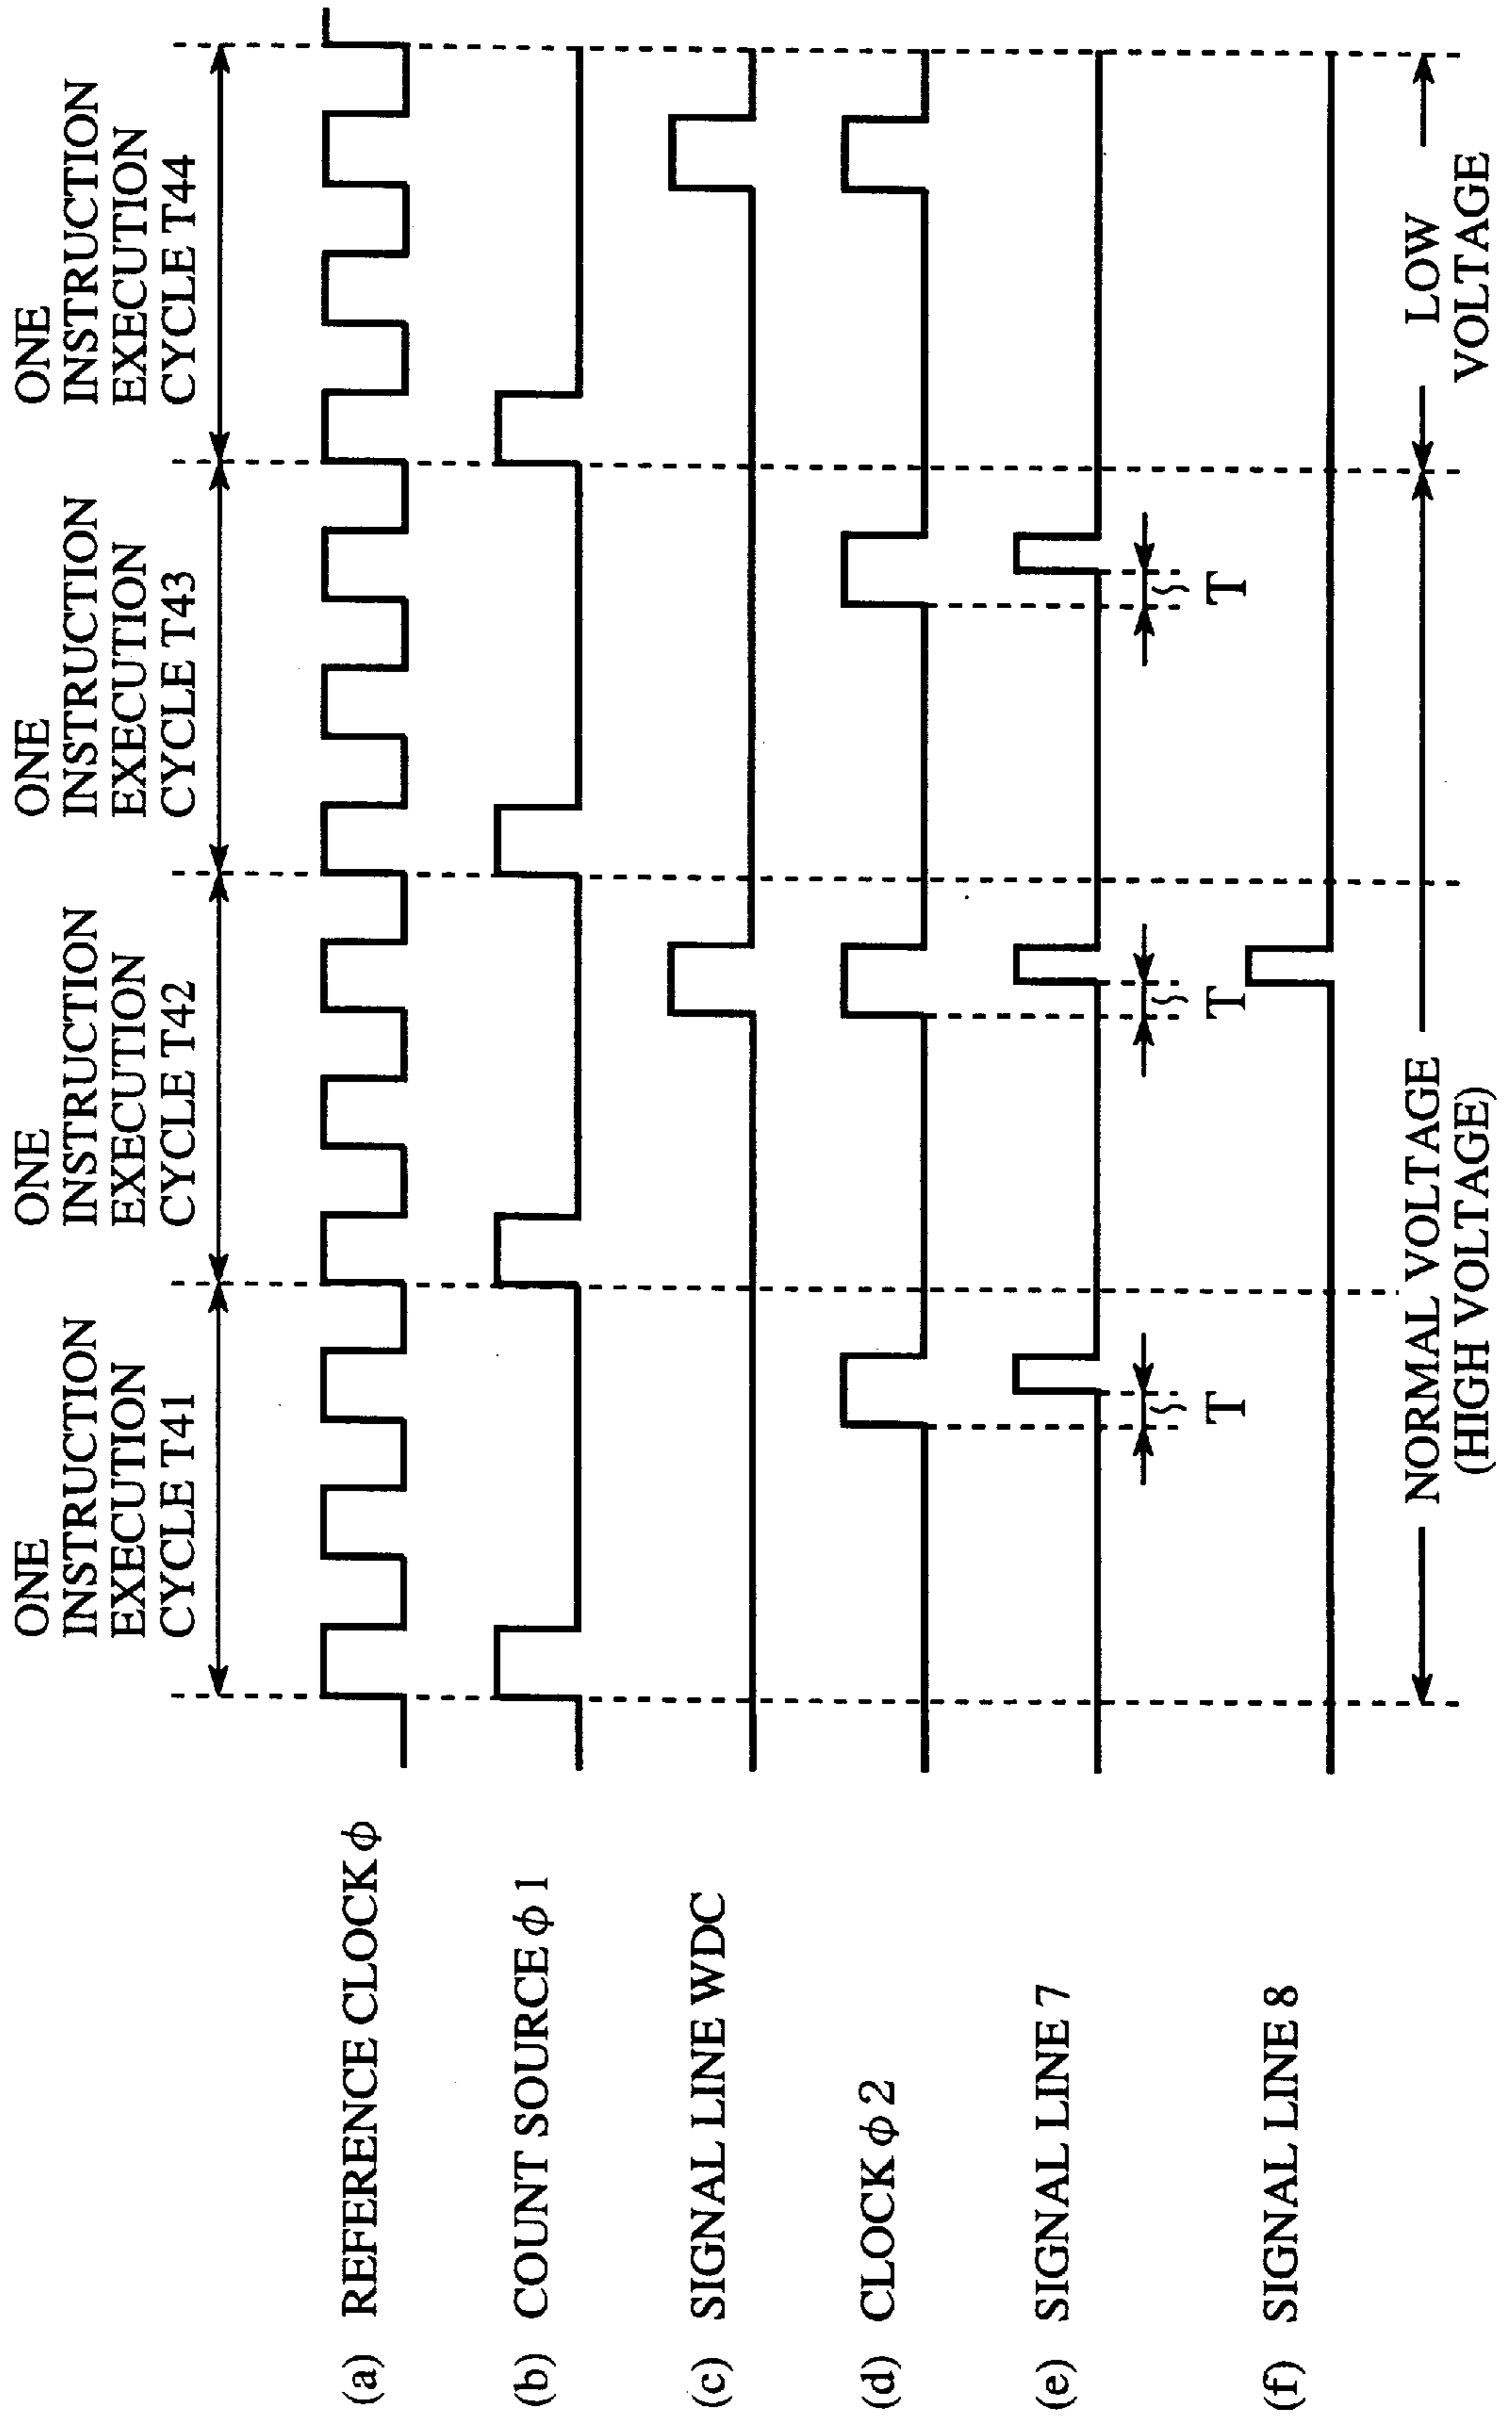 ONE
INSTRUCTION
EXECUTION
CYCLE T41
ONE
INSTRUCTION
EXECUTION
CYCLE T42
ONE
INSTRUCTION
EXECUTION
CYCLE T43
ONE
INSTRUCTION
EXECUTION
CYCLE T44
(a) REFERENCE CLOCK ϕ
(b) COUNT SOURCE ϕ 1
(c) SIGNAL LINE WDC
(d) CLOCK ϕ 2
(e) SIGNAL LINE 7
T
T
T
(f) SIGNAL LINE 8
NORMAL VOLTAGE
(HIGH VOLTAGE)
LOW
VOLTAGE